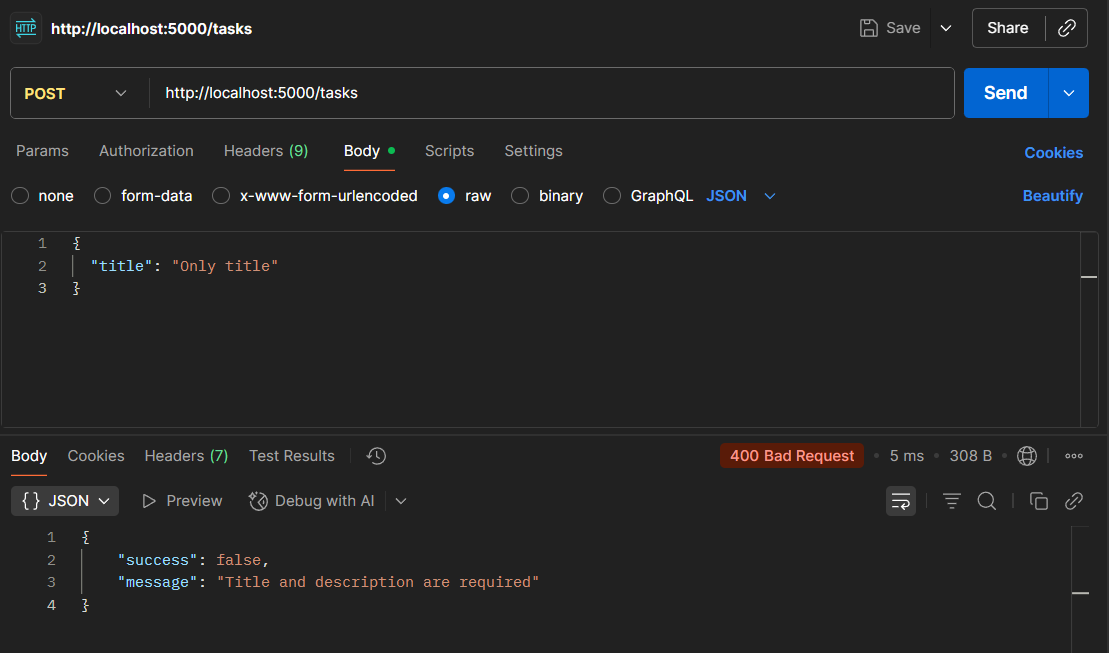 HTTP http://localhost:5000/tasks Save Share
POST http://localhost:5000/tasks Send
Params Authorization Headers (9) Body Scripts Settings Cookies
none form-data x-www-form-urlencoded raw binary GraphQL JSON Beautify
1 {
2 "title": "Only title"
3 }
Body Cookies Headers (7) Test Results 400 Bad Request • 5 ms • 308 B •
{} JSON Preview Debug with AI
1 {
2 "success": false,
3 "message": "Title and description are required"
4 }